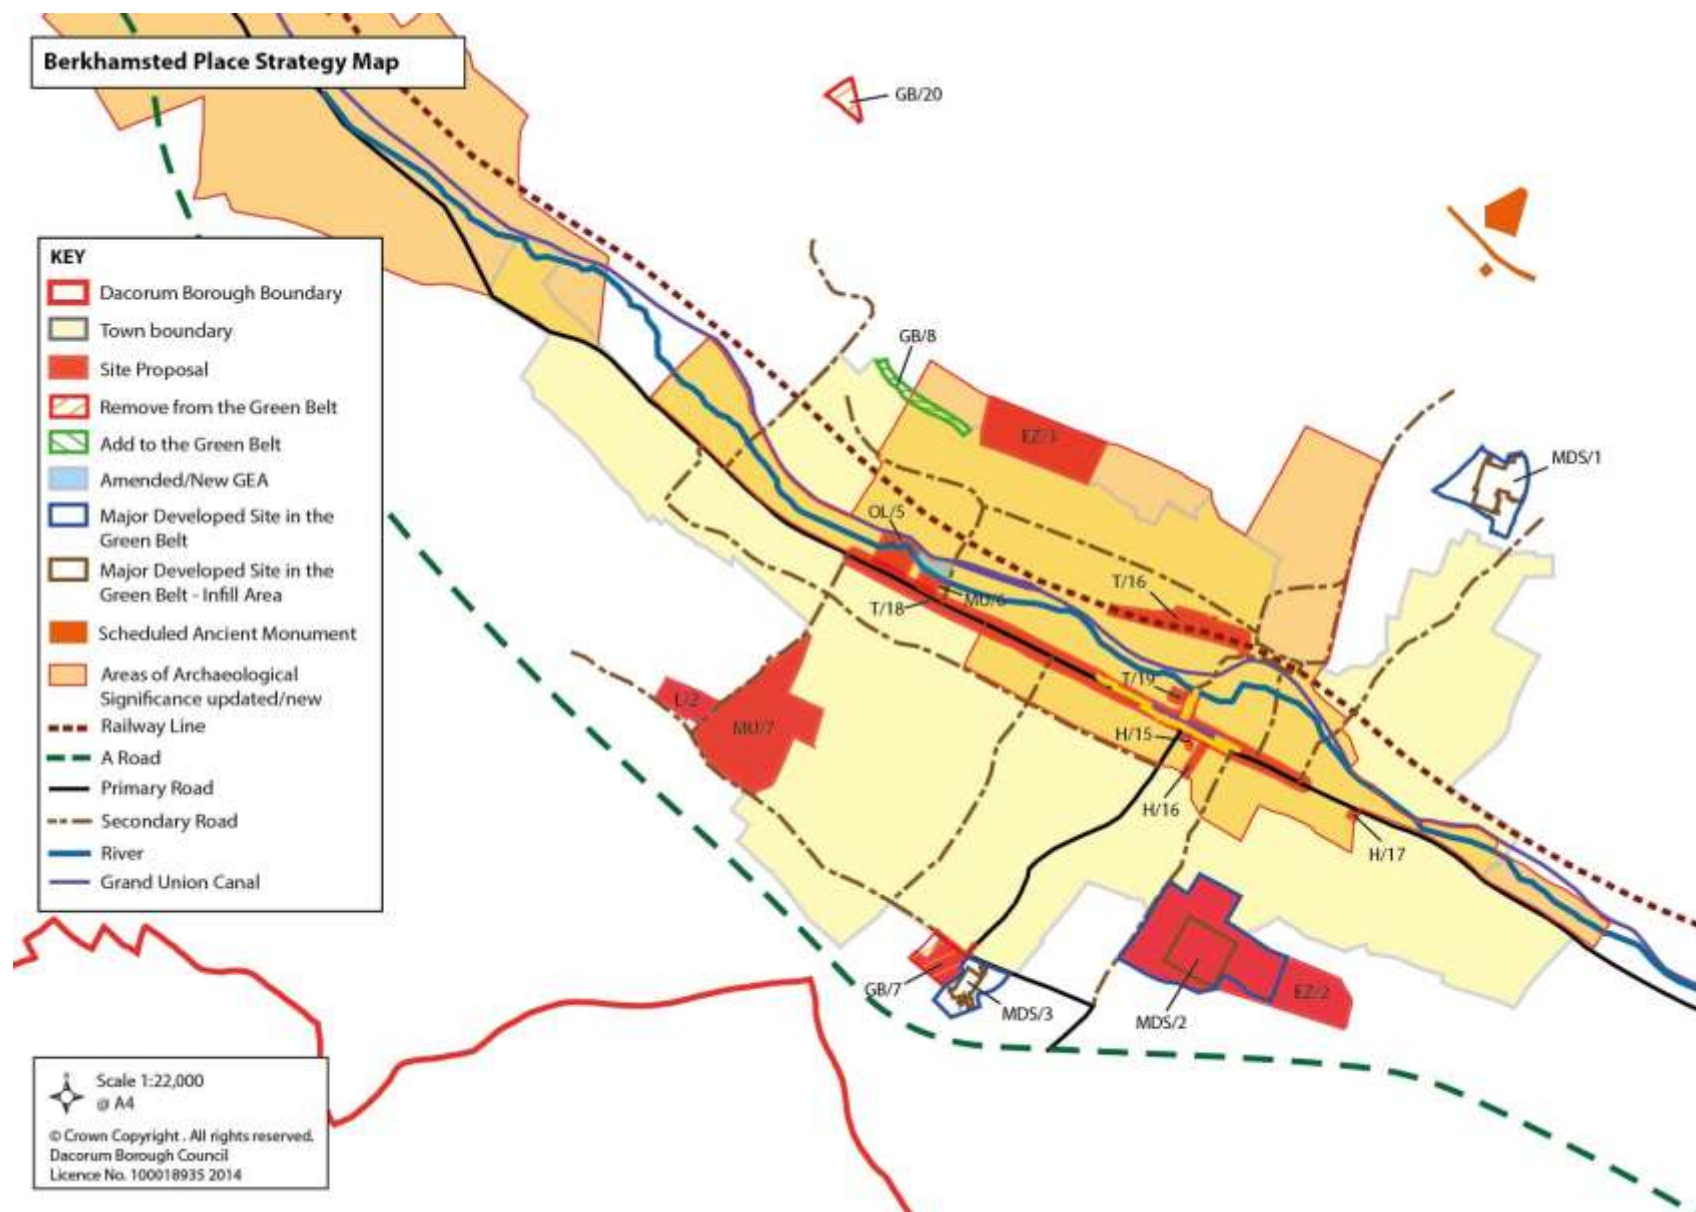 Berkhamsted Place Strategy Map
GB/20
KEY
Dacorum Borough Boundary
Town boundary
Site Proposal
Remove from the Green Belt
Add to the Green Belt
Amended/New GEA
Major Developed Site in the
Green Belt
Major Developed Site in the
Green Belt - Infill Area
Scheduled Ancient Monument
Areas of Archaeological
Significance updated/new
Railway Line
A Road
Primary Road
Secondary Road
River
Grand Union Canal
GB/8
EZ/3
MDS/1
OL/5
T/16
MU/6
T/18
T/19
L/2
MU/7
H/15
H/16
H/17
GB/7
MDS/3
MDS/2
EZ/2
N
Scale 1:22,000
@ A4
© Crown Copyright . All rights reserved.
Dacorum Borough Council
Licence No. 100018935 2014